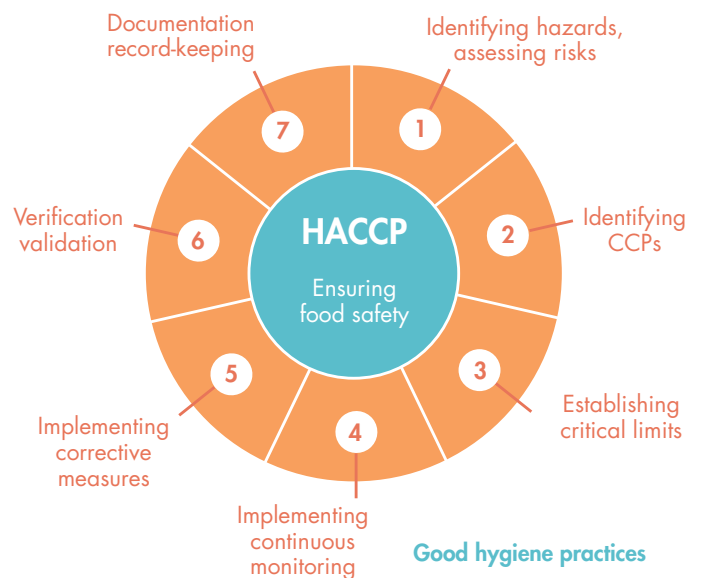 Documentation
record-keeping
Identifying hazards,
assessing risks
7
1
Verification
validation
6
HACCP
Ensuring
food safety
2
Identifying
CCPs
5
3
Implementing
corrective
measures
4
Establishing
critical limits
Implementing
continuous
monitoring
Good hygiene practices